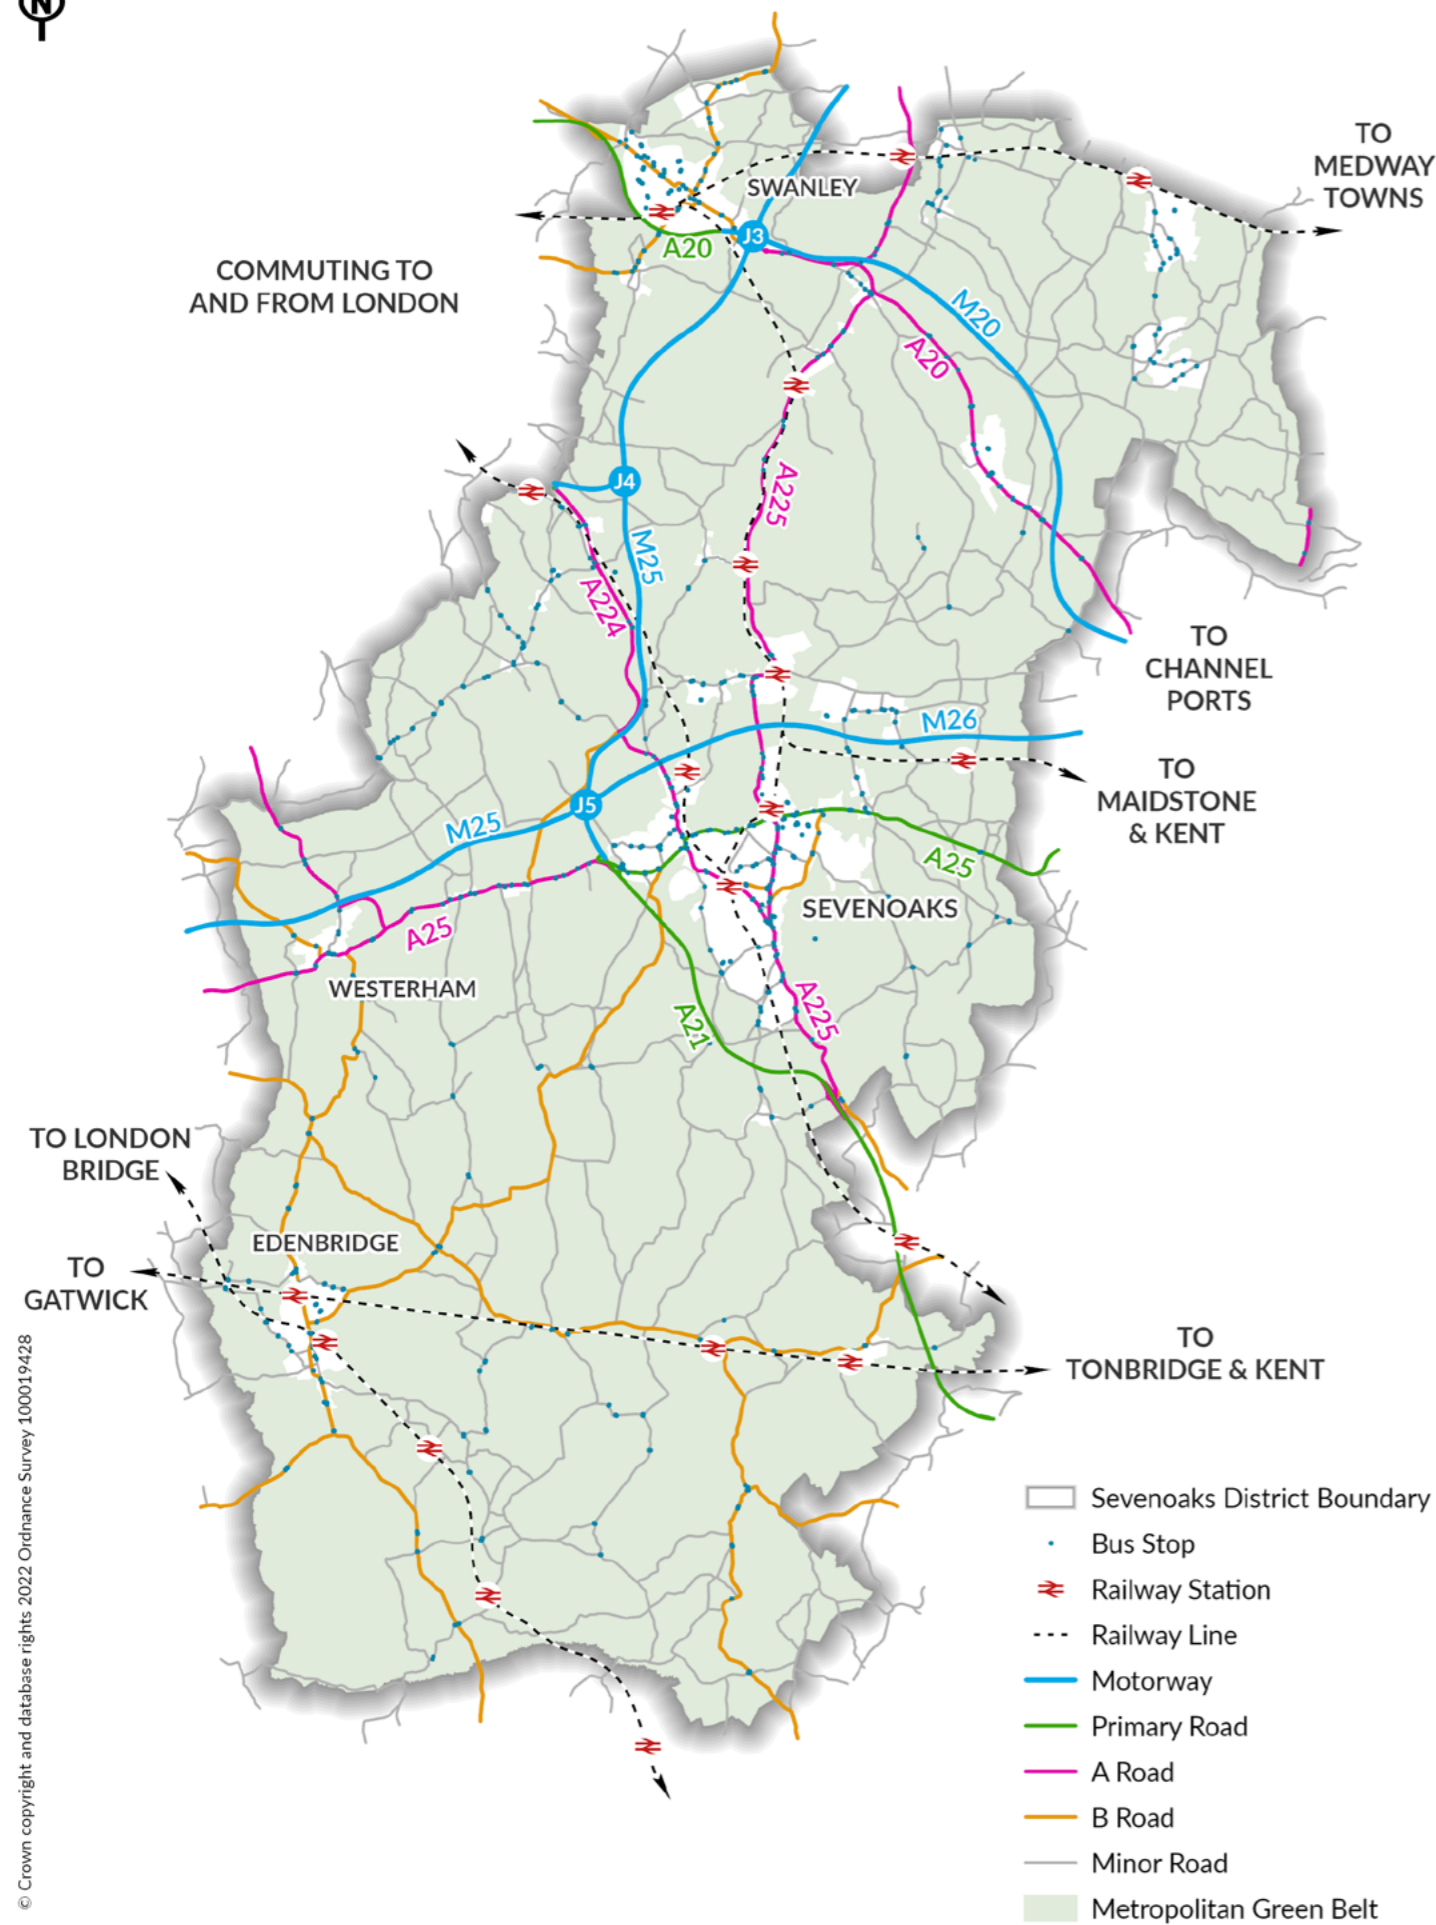 N
TO
MEDWAY
TOWNS
SWANLEY
J3
A20
COMMUTING TO
AND FROM LONDON
M20
A20
A225
J4
M25
A224
TO
CHANNEL
PORTS
M26
TO
MAIDSTONE
& KENT
J5
M25
A25
SEVENOAKS
A25
WESTERHAM
A225
A21
TO LONDON
BRIDGE
EDENBRIDGE
TO
GATWICK
TO
TONBRIDGE & KENT
Sevenoaks District Boundary
Bus Stop
Railway Station
Railway Line
Motorway
Primary Road
A Road
B Road
Minor Road
Metropolitan Green Belt
© Crown copyright and database rights 2022 Ordnance Survey 100019428